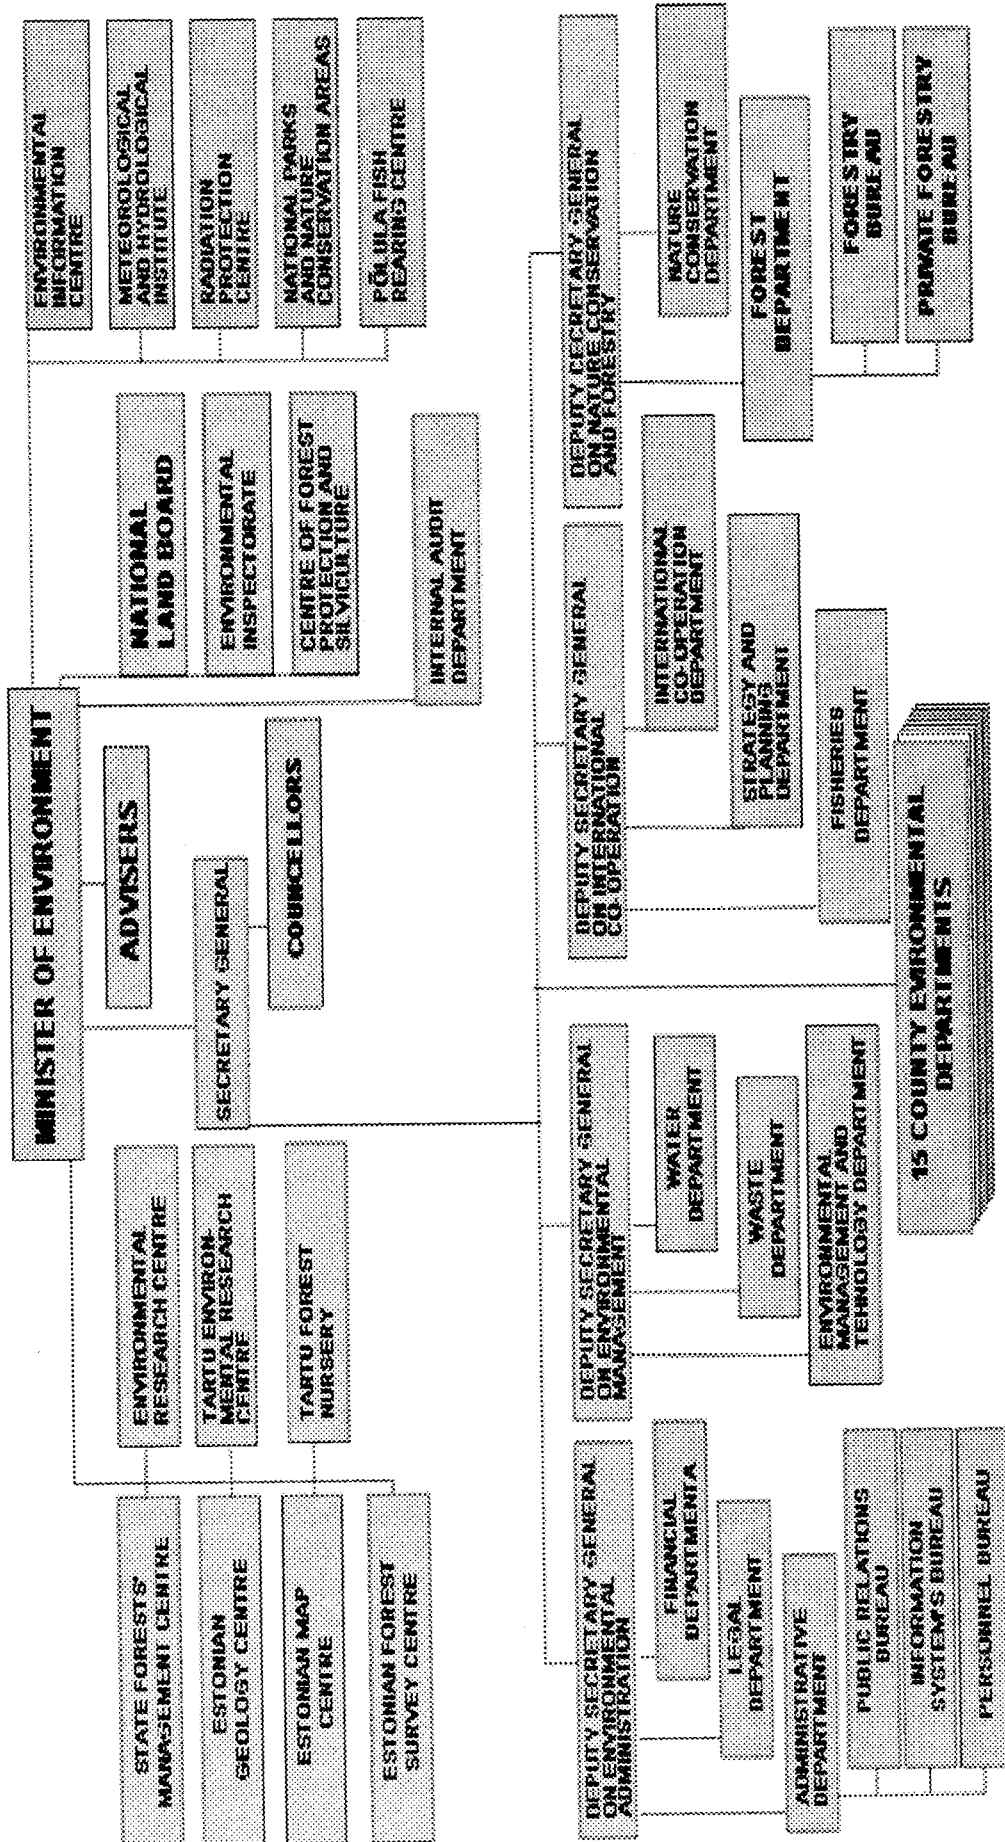 MINISTER OF ENVIRONMENT
ADVISERS
SECRETARY GENERAL
COUNCELLORS
STATE FORESTS'
MANAGEMENT CENTRE
ESTONIAN
GEOLOGY CENTRE
ESTONIAN MAP
CENTRE
ESTONIAN FOREST
SURVEY CENTRE
ENVIRONMENTAL
RESEARCH CENTRE
TARTU ENVIRON-
MENTAL RESEARCH
CENTRE
TARTU FOREST
NURSERY
NATIONAL
LAND BOARD
ENVIRONMENTAL
INSPECTORATE
CENTRE OF FOREST
PROTECTION AND
SILVICULTURE
INTERNAL AUDIT
DEPARTMENT
ENVIRONMENTAL
INFORMATION
CENTRE
METEOROLOGICAL
AND HYDROLOGICAL
INSTITUTE
RADIATION
PROTECTION
CENTRE
NATIONAL PARKS
AND NATURE
CONSERVATION AREAS
PÕLULA FISH
REARING CENTRE
DEPUTY SECRETARY GENERAL
ON ENVIRONMENTAL
ADMINISTRATION
FINANCIAL
DEPARTMENTA
LEGAL
DEPARTMENT
ADMINISTRATIVE
DEPARTMENT
PUBLIC RELATIONS
BUREAU
INFORMATION
SYSTEM'S BUREAU
PERSONNEL BUREAU
DEPUTY SECRETARY GENERAL
ON ENVIRONMENTAL
MANAGEMENT
WATER
DEPARTMENT
WASTE
DEPARTMENT
ENVIRONMENTAL
MANAGEMENT AND
TEHNOLOGY DEPARTMENT
DEPUTY SECRETARY GENERAL
ON INTERNATIONAL
CO-OPERATION
INTERNATIONAL
CO-OPERATION
DEPARTMENT
STRATEGY AND
PLANNING
DEPARTMENT
FISHERIES
DEPARTMENT
DEPUTY CECRETARY GENERAL
ON NATURE CONSERVATION
AND FORESTRY
NATURE
CONSERVATION
DEPARTMENT
FOREST
DEPARTMENT
FORESTRY
BUREAU
PRIVATE FORESTRY
BUREAU
15 COUNTY EVIRONMENTAL
DEPARTMENTS